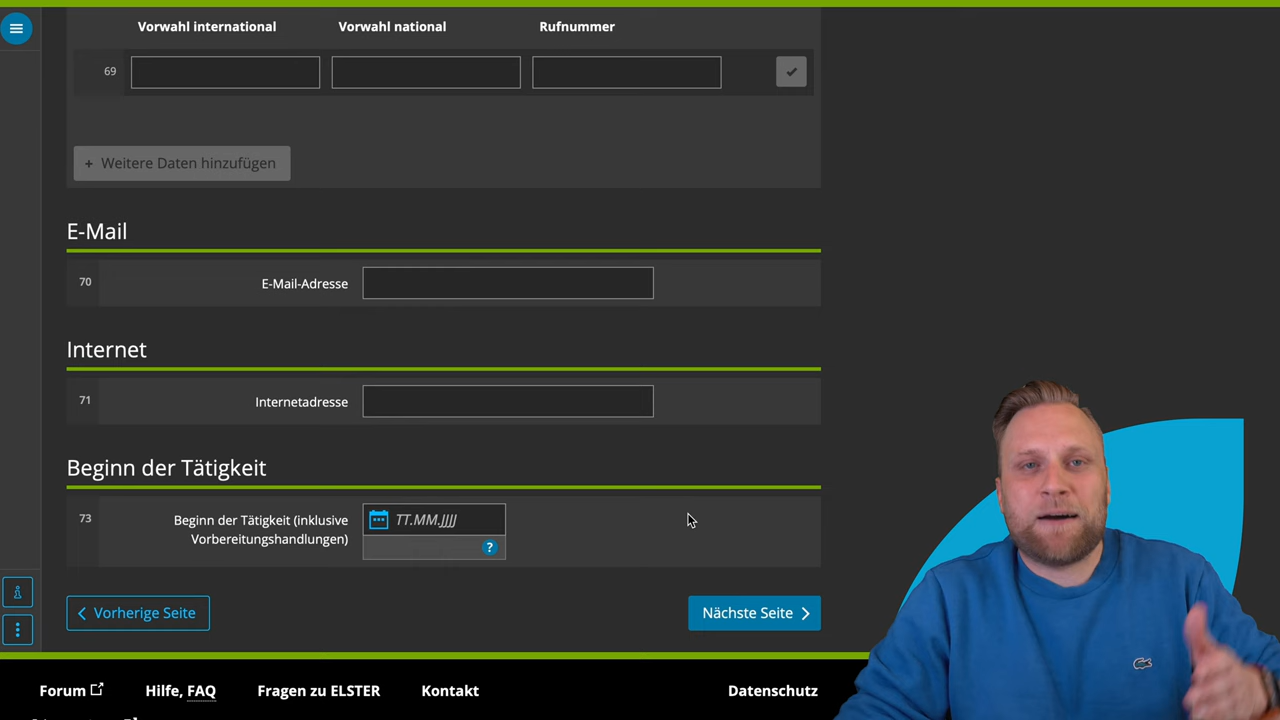 Vorwahl international
Vorwahl national
Rufnummer
69
+ Weitere Daten hinzufügen
E-Mail
70
E-Mail-Adresse
Internet
71
Internetadresse
Beginn der Tätigkeit
73
Beginn der Tätigkeit (inklusive
Vorbereitungshandlungen)
TT.MM.JJJJ
?
Vorherige Seite
Nächste Seite
Forum
Hilfe, FAQ
Fragen zu ELSTER
Kontakt
Datenschutz